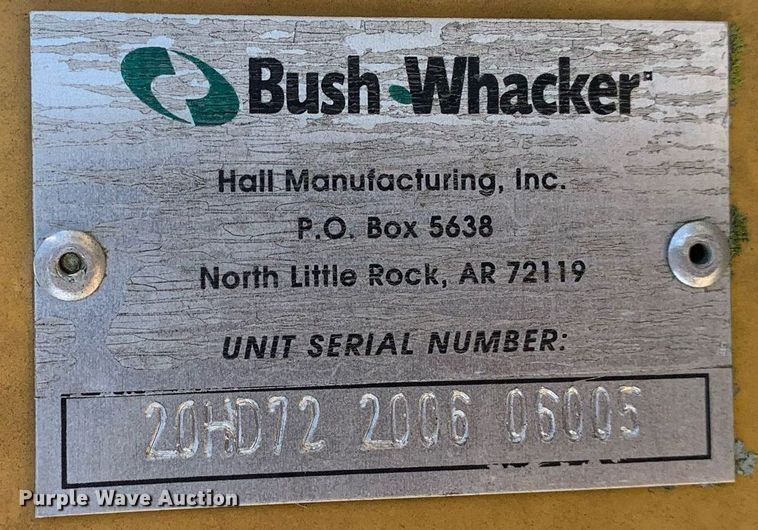 Bush-Whacker
Hall Manufacturing, Inc.
P.O. Box 5638
North Little Rock, AR 72119
UNIT SERIAL NUMBER:
20HD72 2006 06005
Purple Wave Auction